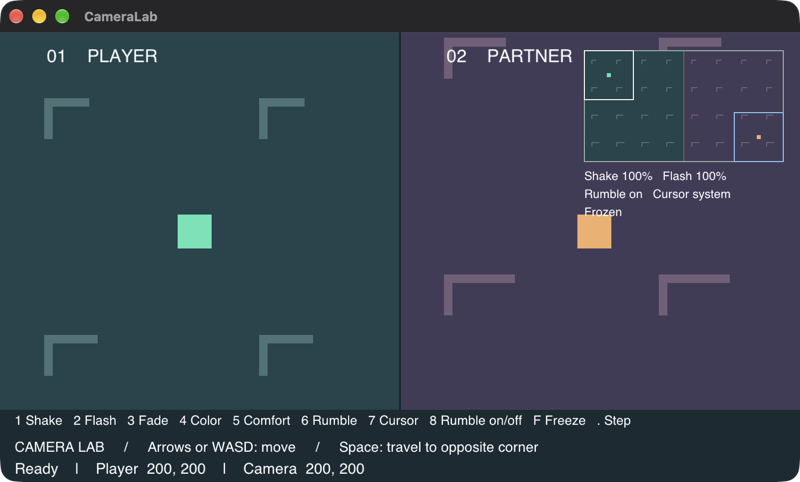 CameraLab
01 PLAYER
02 PARTNER
Shake 100% Flash 100%
Rumble on Cursor system
Frozen
1 Shake 2 Flash 3 Fade 4 Color 5 Comfort 6 Rumble 7 Cursor 8 Rumble on/off F Freeze . Step
CAMERA LAB / Arrows or WASD: move / Space: travel to opposite corner
Ready | Player 200, 200 | Camera 200, 200